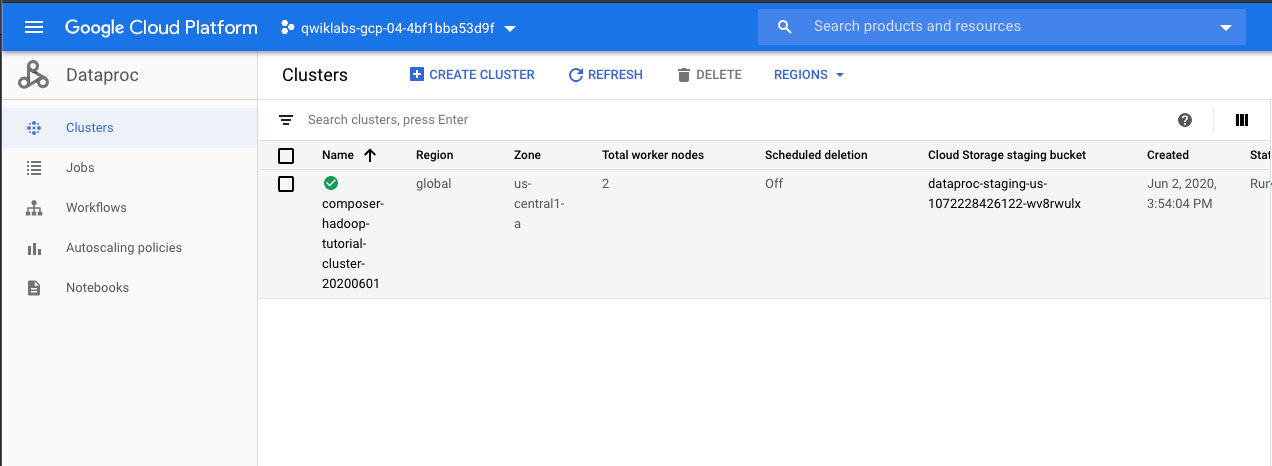 Google Cloud Platform
qwiklabs-gcp-04-4bf1bba53d9f
Search products and resources
Dataproc
Clusters
CREATE CLUSTER
REFRESH
DELETE
REGIONS
Clusters
Jobs
Workflows
Autoscaling policies
Notebooks
Search clusters, press Enter
Name
Region
Zone
Total worker nodes
Scheduled deletion
Cloud Storage staging bucket
Created
composer-
hadoop-
tutorial-
cluster-
20200601
global
us-
central1-
a
2
Off
dataproc-staging-us-
1072228426122-wv8rwulx
Jun 2, 2020,
3:54:04 PM